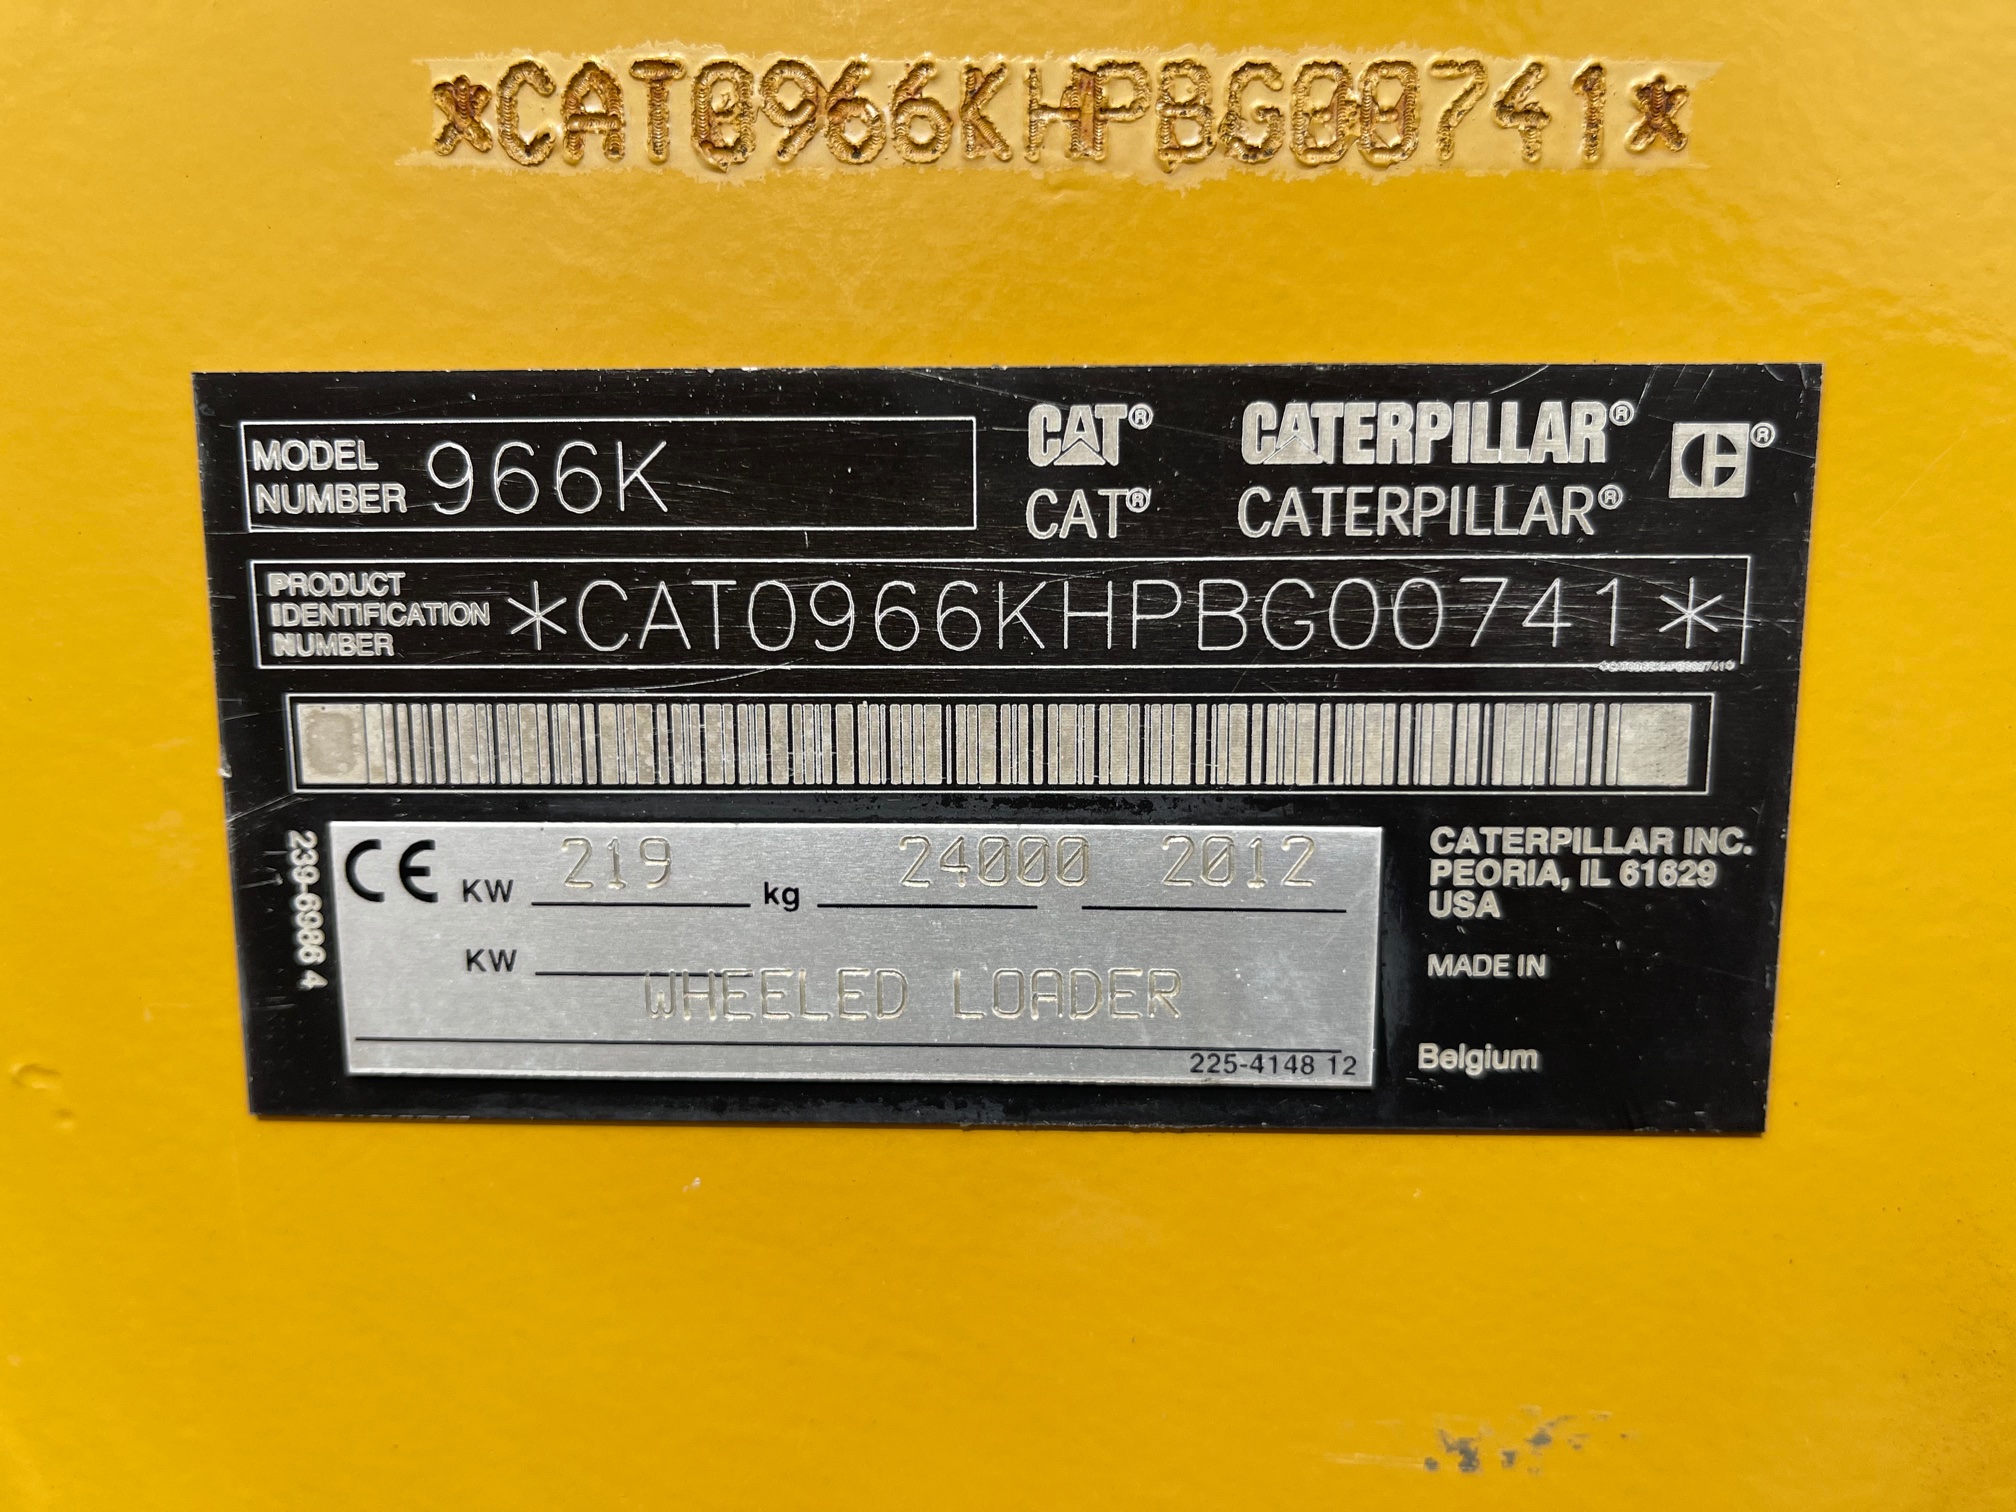 *CAT0966KHPBG00741*
MODEL NUMBER 966K
CAT® CATERPILLAR® ®
CAT® CATERPILLAR®
PRODUCT IDENTIFICATION NUMBER *CAT0966KHPBG00741*
*CAT0966KHPBG00741*
239-6986 4
CE KW 219 kg 24000 2012
KW
WHEELED LOADER
225-4148 12
CATERPILLAR INC.
PEORIA, IL 61629
USA
MADE IN
Belgium